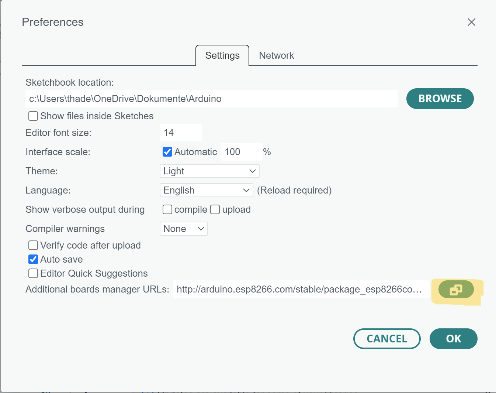 Preferences
Settings Network
Sketchbook location:
c:\Users\thade\OneDrive\Dokumente\Arduino BROWSE
Show files inside Sketches
Editor font size: 14
Interface scale: Automatic 100 %
Theme: Light
Language: English (Reload required)
Show verbose output during compile upload
Compiler warnings None
Verify code after upload
Auto save
Editor Quick Suggestions
Additional boards manager URLs: http://arduino.esp8266.com/stable/package_esp8266co...
CANCEL OK